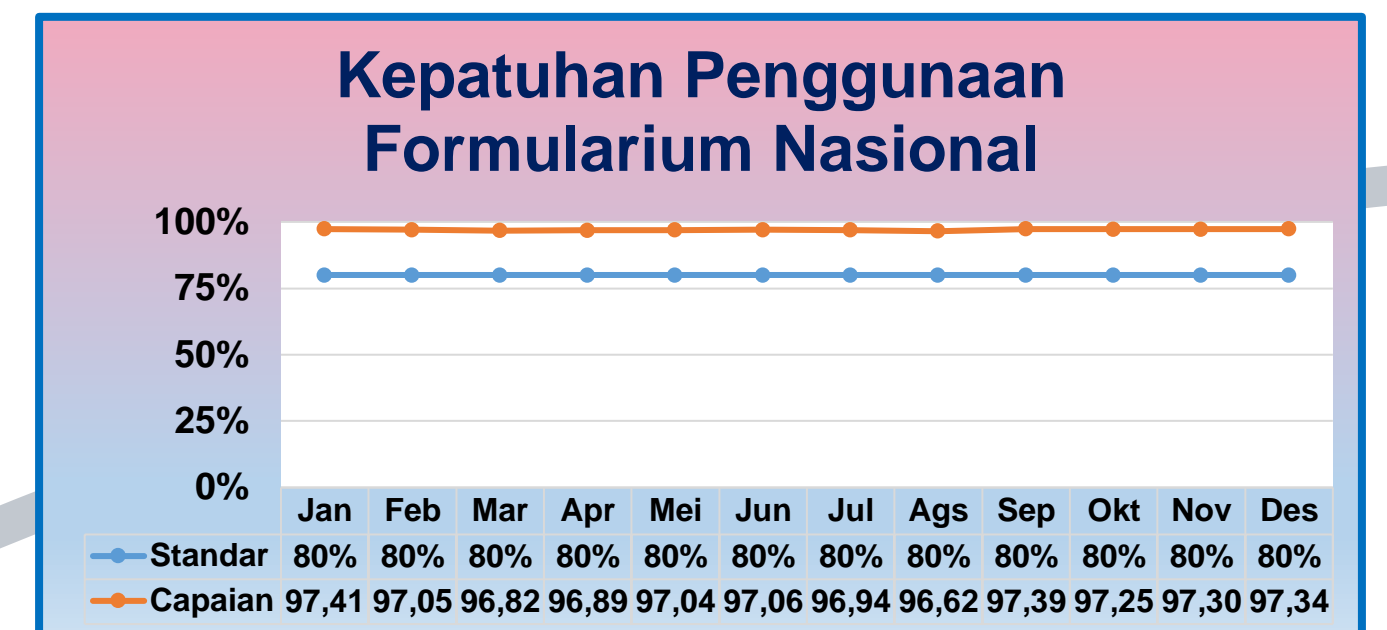 Kepatuhan Penggunaan
Formularium Nasional
100%
75%
50%
25%
0%
Jan Feb Mar Apr Mei Jun Jul Ags Sep Okt Nov Des
Standar 80% 80% 80% 80% 80% 80% 80% 80% 80% 80% 80% 80%
Capaian 97,41 97,05 96,82 96,89 97,04 97,06 96,94 96,62 97,39 97,25 97,30 97,34